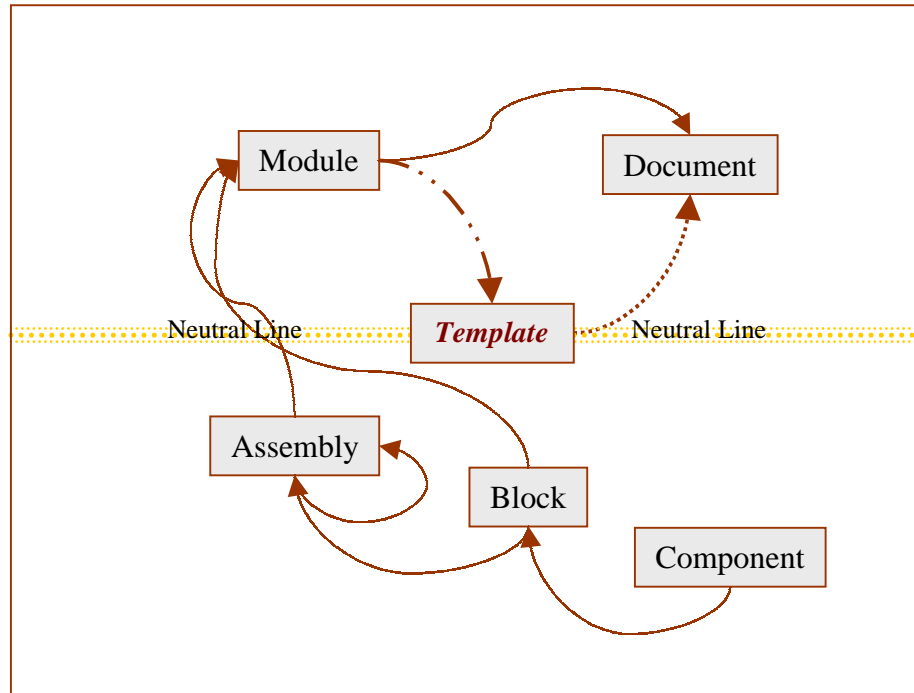 Module
Document
Neutral Line
Template
Neutral Line
Assembly
Block
Component